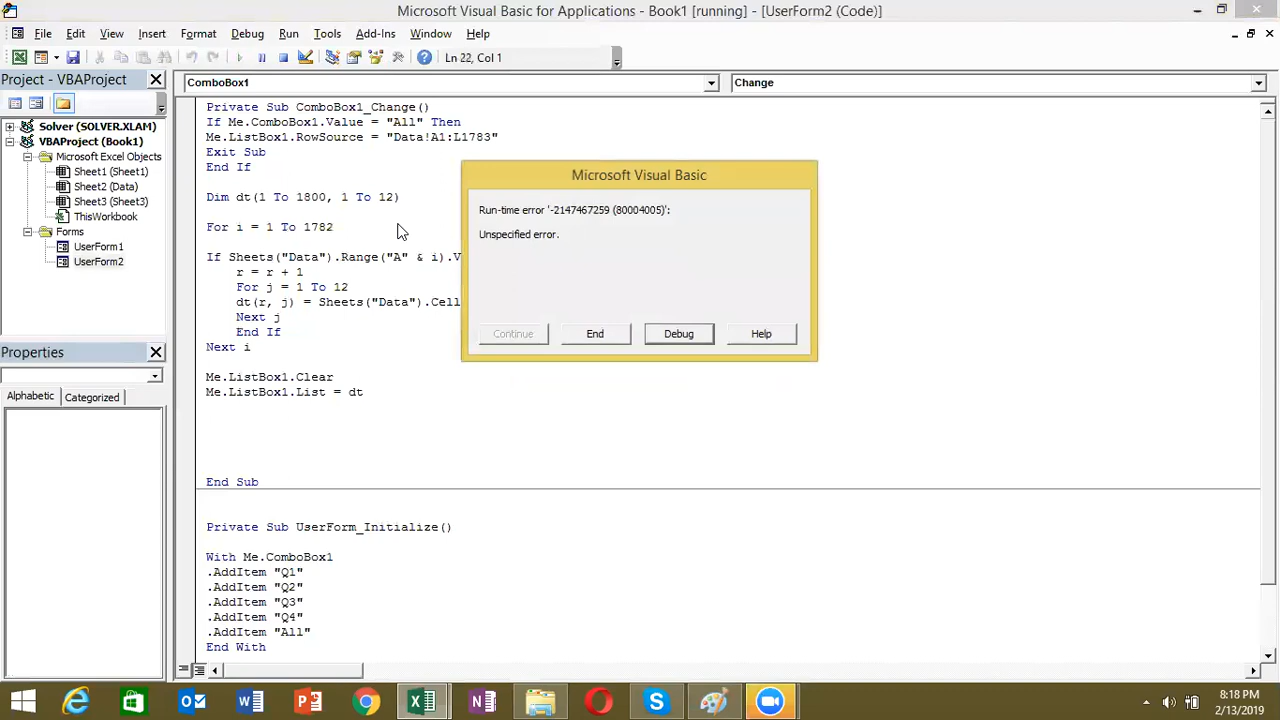 Microsoft Visual Basic for Applications - Book1 [running] - [UserForm2 (Code)]
File Edit View Insert Format Debug Run Tools Add-Ins Window Help
Ln 22, Col 1
Project - VBAProject
ComboBox1
Change
Solver (SOLVER.XLAM)
VBAProject (Book1)
Microsoft Excel Objects
Sheet1 (Sheet1)
Sheet2 (Data)
Sheet3 (Sheet3)
ThisWorkbook
Forms
UserForm1
UserForm2
Properties
Alphabetic Categorized
Private Sub ComboBox1_Change()
If Me.ComboBox1.Value = "All" Then
Me.ListBox1.RowSource = "Data!A1:L1783"
Exit Sub
End If
Dim dt(1 To 1800, 1 To 12)
For i = 1 To 1782
If Sheets("Data").Range("A" & i).V
r = r + 1
For j = 1 To 12
dt(r, j) = Sheets("Data").Cell
Next j
End If
Next i
Me.ListBox1.Clear
Me.ListBox1.List = dt
End Sub
Private Sub UserForm_Initialize()
With Me.ComboBox1
.AddItem "Q1"
.AddItem "Q2"
.AddItem "Q3"
.AddItem "Q4"
.AddItem "All"
End With
Microsoft Visual Basic
Run-time error '-2147467259 (80004005)':
Unspecified error.
Continue End Debug Help
8:18 PM
2/13/2019